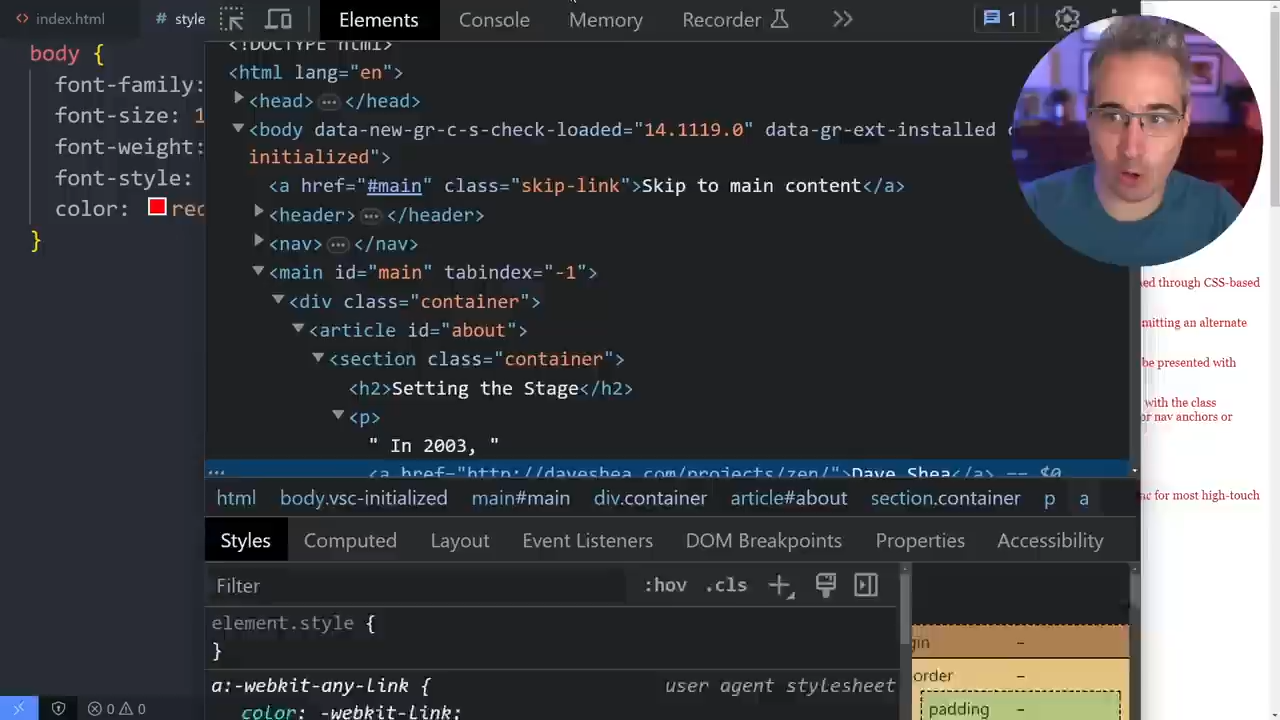 index.html
# style
Elements
Console
Memory
Recorder
1
body {
font-family:
font-size: 1
font-weight:
font-style:
color: red
}
<!DOCTYPE html>
<html lang="en">
<head> … </head>
<body data-new-gr-c-s-check-loaded="14.1119.0" data-gr-ext-installed
initialized">
<a href="#main" class="skip-link">Skip to main content</a>
<header> … </header>
<nav> … </nav>
<main id="main" tabindex="-1">
<div class="container">
<article id="about">
<section class="container">
<h2>Setting the Stage</h2>
<p>
" In 2003, "
… <a href="http://daveshea.com/projects/zen/">Dave Shea</a> == $0
html body.vsc-initialized main#main div.container article#about section.container p a
Styles Computed Layout Event Listeners DOM Breakpoints Properties Accessibility
Filter
:hov .cls
element.style {
}
a:-webkit-any-link { user agent stylesheet
color: -webkit-link;
gin –
order –
padding –
0 0
ed through CSS-based
mitting an alternate
be presented with
with the class
or nav anchors or
for most high-touch